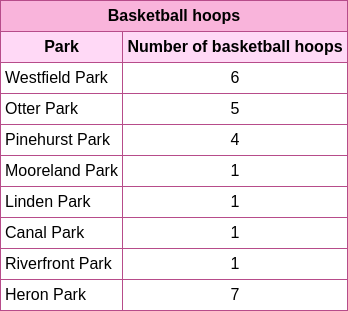 Basketball hoops
Park Number of basketball hoops
Westfield Park 6
Otter Park 5
Pinehurst Park 4
Mooreland Park 1
Linden Park 1
Canal Park 1
Riverfront Park 1
Heron Park 7